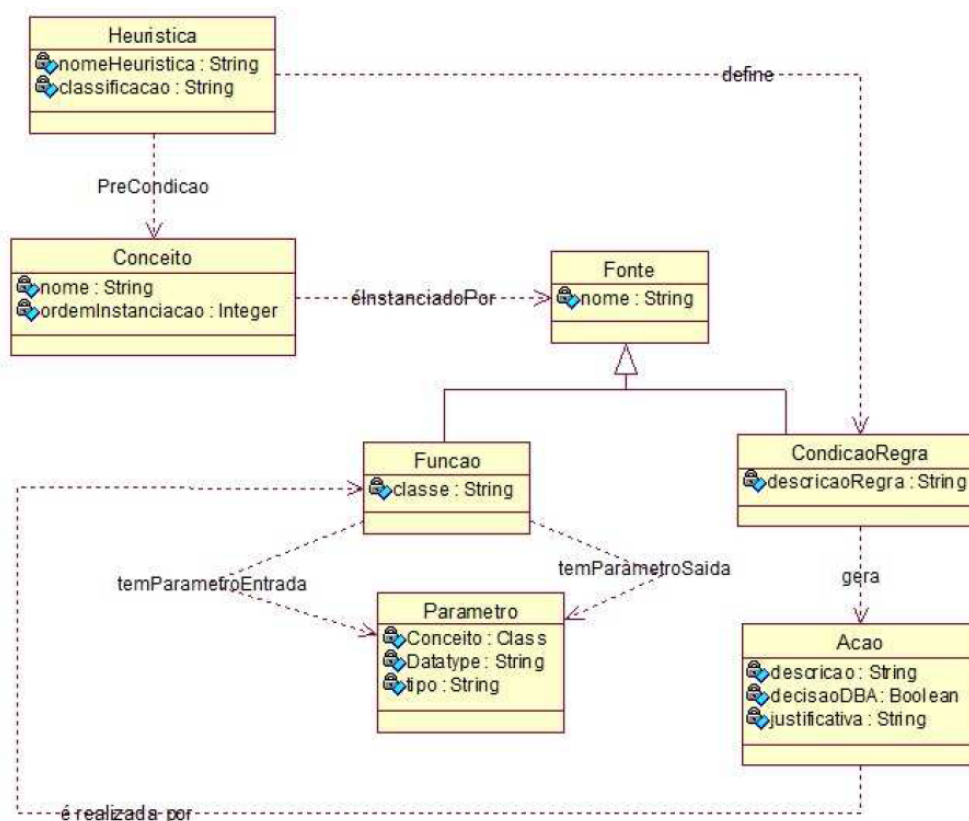 Heuristica
nomeHeuristica : String
classificacao : String
define
PreCondicao
Conceito
nome : String
ordemInstanciacao : Integer
éInstanciadoPor
Fonte
nome : String
Funcao
classe : String
CondicaoRegra
descricaoRegra : String
temParametroEntrada
temParametroSaida
gera
Parametro
Conceito : Class
Datatype : String
tipo : String
Acao
descricao : String
decisaoDBA : Boolean
justificativa : String
é realizada por